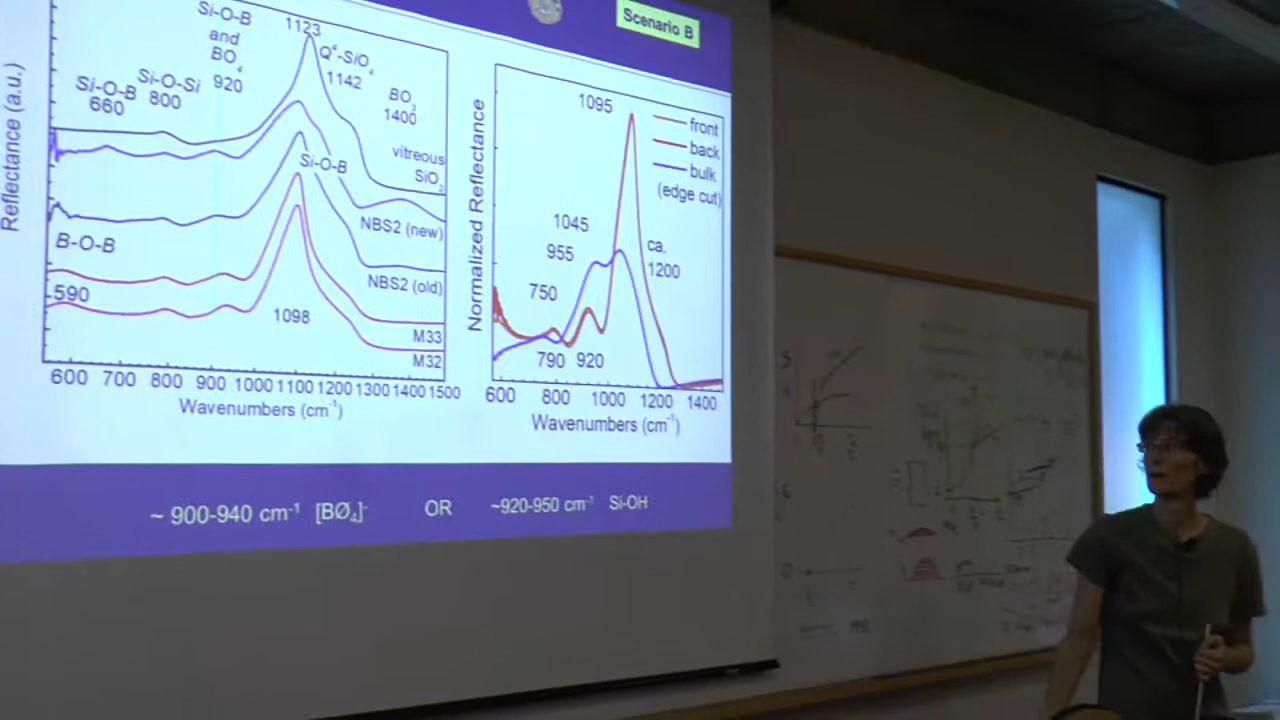 Scenario B
Reflectance (a.u.)
Si-O-B
and
BO4
920
Si-O-B
660
Si-O-Si
800
1123
Q4-SiO4
1142
BO3
1400
vitreous
SiO2
Si-O-B
NBS2 (new)
NBS2 (old)
B-O-B
590
1098
M33
M32
600 700 800 900 1000 1100 1200 1300 1400 1500
Wavenumbers (cm-1)
Normalized Reflectance
1095
front
back
bulk
(edge cut)
1045
955
750
ca.
1200
790 920
600 800 1000 1200 1400
Wavenumbers (cm-1)
~ 900-940 cm-1 [BØ4]- OR ~920-950 cm-1 Si-OH